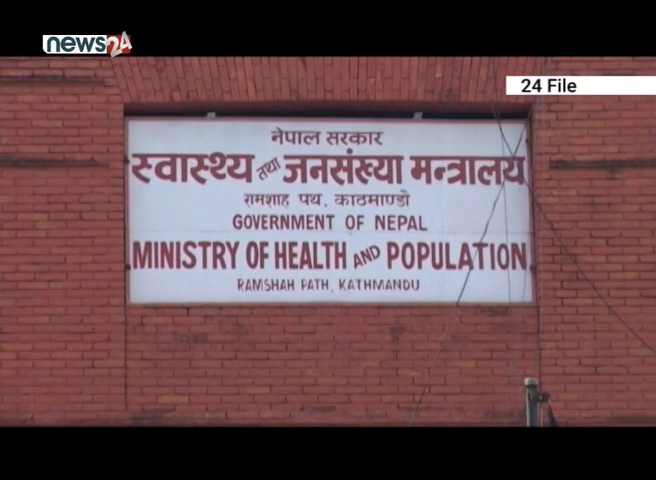 news24
24 File
नेपाल सरकार
स्वास्थ्य तथा जनसंख्या मन्त्रालय
रामशाह पथ, काठमाण्डौ
GOVERNMENT OF NEPAL
MINISTRY OF HEALTH AND POPULATION
RAMSHAH PATH, KATHMANDU